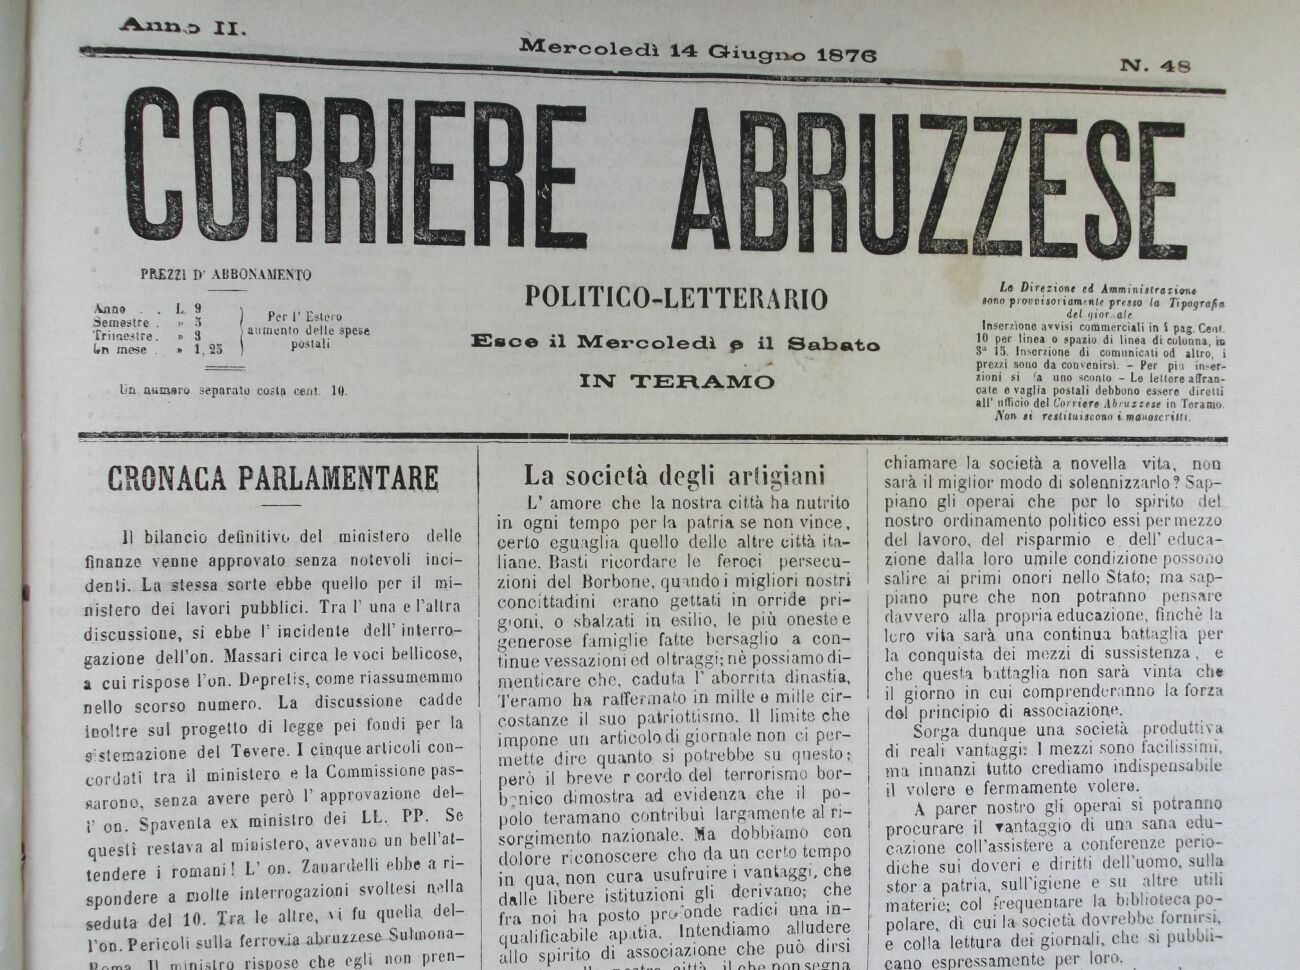 Anno II.
Mercoledì 14 Giugno 1876
N. 48
CORRIERE ABRUZZESE
PREZZI D' ABBONAMENTO
Anno . . L. 9
Semestre . » 5
Trimestre . » 3
Un mese . » 1,25
Per l' Estero
aumento delle spese
postali
Un numero separato costa cent. 10.
POLITICO-LETTERARIO
Esce il Mercoledì e il Sabato
IN TERAMO
La Direzione ed Amministrazione
sono provvisoriamente presso la Tipografia
del giornale
Inserzione avvisi commerciali in 4 pag. Cent.
10 per linea o spazio di linea di colonna, in
3ª 15. Inserzione di comunicati od altro, i
prezzi sono da convenirsi. – Per più inser-
zioni si fa uno sconto – Le lettere affran-
cate e vaglia postali debbono essere diretti
all' ufficio del Corriere Abruzzese in Teramo.
Non si restituiscono i manoscritti.
CRONACA PARLAMENTARE
Il bilancio definitivo del ministero delle
finanze venne approvato senza notevoli inci-
denti. La stessa sorte ebbe quello per il mi-
nistero dei lavori pubblici. Tra l' una e l'altra
discussione, si ebbe l' incidente dell' interro-
gazione dell'on. Massari circa le voci bellicose,
a cui rispose l'on. Depretis, come riassumemmo
nello scorso numero. La discussione cadde
inoltre sul progetto di legge pei fondi per la
sistemazione del Tevere. I cinque articoli con-
cordati tra il ministero e la Commissione pas-
sarono, senza avere però l' approvazione del-
l' on. Spaventa ex ministro dei LL. PP. Se
questi restava al ministero, avevano un bell'at-
tendere i romani! L' on. Zanardelli ebbe a ri-
spondere a molte interrogazioni svoltesi nella
seduta del 10. Tra le altre, vi fu quella del-
l'on. Pericoli sulla ferrovia abruzzese Sulmona-
Roma. Il ministro rispose che egli non pren-
La società degli artigiani
L' amore che la nostra città ha nutrito
in ogni tempo per la patria se non vince,
certo eguaglia quello delle altre città ita-
liane. Basti ricordare le feroci persecu-
zioni del Borbone, quando i migliori nostri
concittadini erano gettati in orride pri-
gioni, o sbalzati in esilio, le più oneste e
generose famiglie fatte bersaglio a con-
tinue vessazioni ed oltraggi; nè possiamo di-
menticare che, caduta l' aborrita dinastia,
Teramo ha raffermato in mille e mille cir-
costanze il suo patriottismo. Il limite che
impone un articolo di giornale non ci per-
mette dire quanto si potrebbe su questo;
però il breve r cordo del terrorismo bor-
bonico dimostra ad evidenza che il po-
polo teramano contribuì largamente al ri-
sorgimento nazionale. Ma dobbiamo con
dolore riconoscere che da un certo tempo
in qua, non cura usufruire i vantaggi, che
dalle libere istituzioni gli derivano; che
fra noi ha posto profonde radici una in-
qualificabile apatia. Intendiamo alludere
allo spirito di associazione che può dirsi
nostra città, il che non segna
chiamare la società a novella vita, non
sarà il miglior modo di solennizzarlo? Sap-
piano gli operai che per lo spirito del
nostro ordinamento politico essi per mezzo
del lavoro, del risparmio e dell' educa-
zione dalla loro umile condizione possono
salire ai primi onori nello Stato; ma sap-
piano pure che non potranno pensare
davvero alla propria educazione, finchè la
loro vita sarà una continua battaglia per
la conquista dei mezzi di sussistenza, e
che questa battaglia non sarà vinta che
il giorno in cui comprenderanno la forza
del principio di associazione.
Sorga dunque una società produttiva
di reali vantaggi: I mezzi sono facilissimi,
ma innanzi tutto crediamo indispensabile
il volere e fermamente volere.
A parer nostro gli operai si potranno
procurare il vantaggio di una sana edu-
cazione coll'assistere a conferenze perio-
diche sui doveri e diritti dell'uomo, sulla
stor a patria, sull'igiene e su altre utili
materie; col frequentare la biblioteca po-
polare, di cui la società dovrebbe fornirsi,
e colla lettura dei giornali, che si pubbli-
cano espressamente per loro.